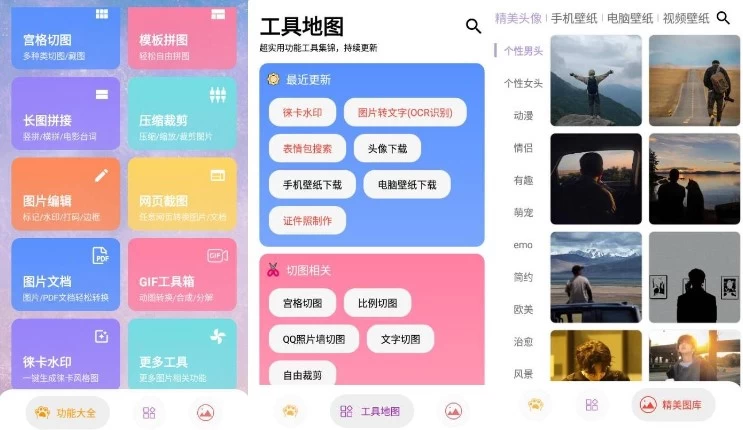 宫格切图
模板拼图
多种类切图/藏图
轻松自由拼图
长图拼接
压缩裁剪
竖拼/横拼/电影台词
压缩/缩放/裁剪图片
图片编辑
网页截图
标记/水印/打码/边框
任意网页转换图片/文档
PDF
GIF
图片文档
GIF工具箱
图片/PDF文档轻松转换
动图转换/合成/分解
徕卡水印
更多工具
一键生成徕卡风格图
更多图片相关功能
功能大全
工具地图
超实用功能工具集锦，持续更新
最近更新
徕卡水印
图片转文字(OCR识别)
表情包搜索
头像下载
手机壁纸下载
电脑壁纸下载
证件照制作
切图相关
宫格切图
比例切图
QQ照片墙切图
文字切图
自由裁剪
工具地图
精美头像 | 手机壁纸 | 电脑壁纸 | 视频壁纸
个性男头
个性女头
动漫
情侣
有趣
萌宠
emo
简约
欧美
治愈
风景
精美图库